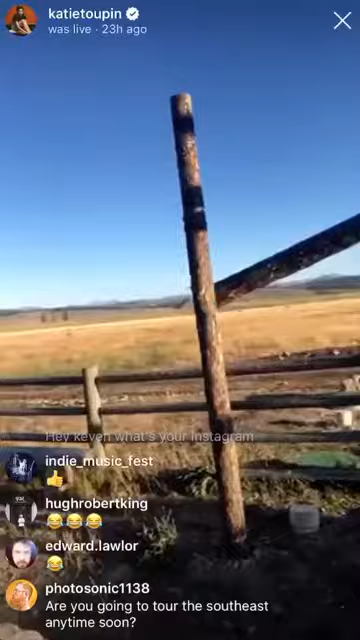 katietoupin
was live · 23h ago
Hey keven what's your Instagram
indie_music_fest
👍
hughrobertking
😂😂😂
edward.lawlor
😂
photosonic1138
Are you going to tour the southeast
anytime soon?